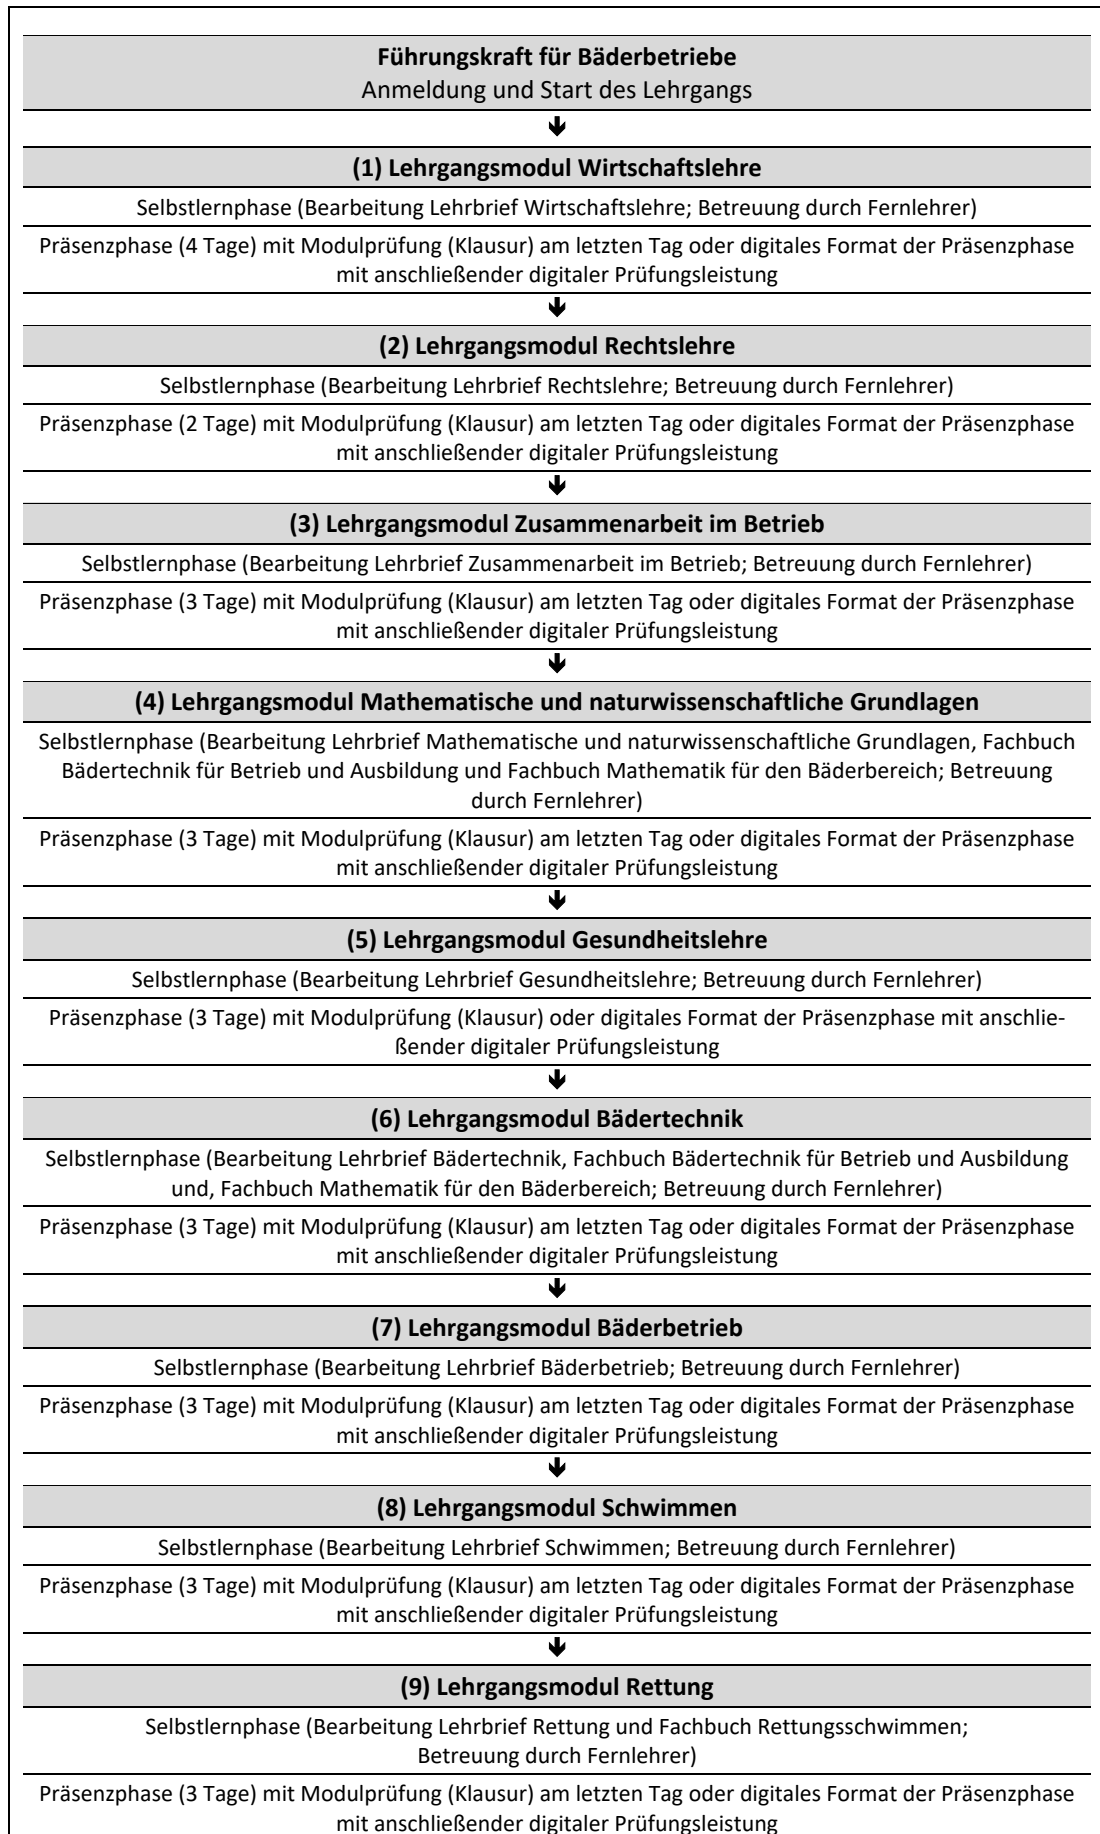 Führungskraft für Bäderbetriebe
Anmeldung und Start des Lehrgangs
🡻
(1) Lehrgangsmodul Wirtschaftslehre
Selbstlernphase (Bearbeitung Lehrbrief Wirtschaftslehre; Betreuung durch Fernlehrer)
Präsenzphase (4 Tage) mit Modulprüfung (Klausur) am letzten Tag oder digitales Format der Präsenzphase
mit anschließender digitaler Prüfungsleistung
🡻
(2) Lehrgangsmodul Rechtslehre
Selbstlernphase (Bearbeitung Lehrbrief Rechtslehre; Betreuung durch Fernlehrer)
Präsenzphase (2 Tage) mit Modulprüfung (Klausur) am letzten Tag oder digitales Format der Präsenzphase
mit anschließender digitaler Prüfungsleistung
🡻
(3) Lehrgangsmodul Zusammenarbeit im Betrieb
Selbstlernphase (Bearbeitung Lehrbrief Zusammenarbeit im Betrieb; Betreuung durch Fernlehrer)
Präsenzphase (3 Tage) mit Modulprüfung (Klausur) am letzten Tag oder digitales Format der Präsenzphase
mit anschließender digitaler Prüfungsleistung
🡻
(4) Lehrgangsmodul Mathematische und naturwissenschaftliche Grundlagen
Selbstlernphase (Bearbeitung Lehrbrief Mathematische und naturwissenschaftliche Grundlagen, Fachbuch
Bädertechnik für Betrieb und Ausbildung und Fachbuch Mathematik für den Bäderbereich; Betreuung
durch Fernlehrer)
Präsenzphase (3 Tage) mit Modulprüfung (Klausur) am letzten Tag oder digitales Format der Präsenzphase
mit anschließender digitaler Prüfungsleistung
🡻
(5) Lehrgangsmodul Gesundheitslehre
Selbstlernphase (Bearbeitung Lehrbrief Gesundheitslehre; Betreuung durch Fernlehrer)
Präsenzphase (3 Tage) mit Modulprüfung (Klausur) oder digitales Format der Präsenzphase mit anschlie-
ßender digitaler Prüfungsleistung
🡻
(6) Lehrgangsmodul Bädertechnik
Selbstlernphase (Bearbeitung Lehrbrief Bädertechnik, Fachbuch Bädertechnik für Betrieb und Ausbildung
und, Fachbuch Mathematik für den Bäderbereich; Betreuung durch Fernlehrer)
Präsenzphase (3 Tage) mit Modulprüfung (Klausur) am letzten Tag oder digitales Format der Präsenzphase
mit anschließender digitaler Prüfungsleistung
🡻
(7) Lehrgangsmodul Bäderbetrieb
Selbstlernphase (Bearbeitung Lehrbrief Bäderbetrieb; Betreuung durch Fernlehrer)
Präsenzphase (3 Tage) mit Modulprüfung (Klausur) am letzten Tag oder digitales Format der Präsenzphase
mit anschließender digitaler Prüfungsleistung
🡻
(8) Lehrgangsmodul Schwimmen
Selbstlernphase (Bearbeitung Lehrbrief Schwimmen; Betreuung durch Fernlehrer)
Präsenzphase (3 Tage) mit Modulprüfung (Klausur) am letzten Tag oder digitales Format der Präsenzphase
mit anschließender digitaler Prüfungsleistung
🡻
(9) Lehrgangsmodul Rettung
Selbstlernphase (Bearbeitung Lehrbrief Rettung und Fachbuch Rettungsschwimmen;
Betreuung durch Fernlehrer)
Präsenzphase (3 Tage) mit Modulprüfung (Klausur) am letzten Tag oder digitales Format der Präsenzphase
mit anschließender digitaler Prüfungsleistung